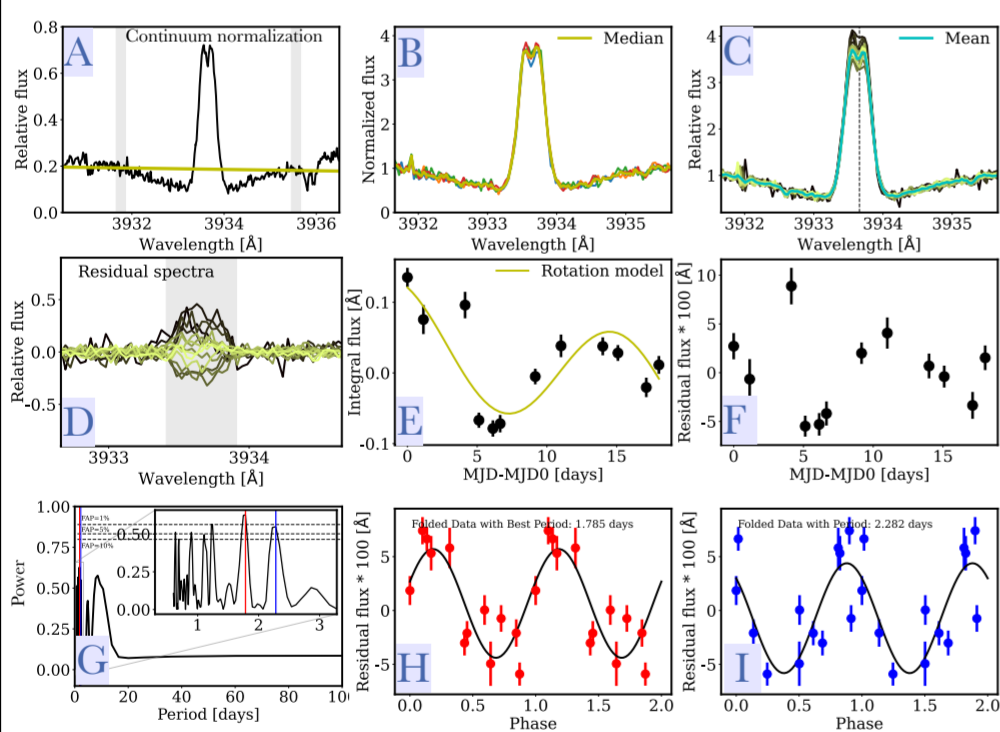 A
Continuum normalization
0.8
0.6
0.4
0.2
0.0
Relative flux
3932
3934
3936
Wavelength [Å]
B
Median
4
3
2
1
0
Normalized flux
3932
3933
3934
3935
Wavelength [Å]
C
Mean
4
3
2
1
Relative flux
3932
3933
3934
3935
Wavelength [Å]
D
Residual spectra
0.5
0.0
-0.5
Relative flux
3933
3934
Wavelength [Å]
E
Rotation model
0.1
0.0
-0.1
Integral flux [Å]
0
5
10
15
MJD-MJD0 [days]
F
10
5
0
-5
Residual flux * 100 [Å]
0
5
10
15
MJD-MJD0 [days]
G
1.00
0.75
0.50
0.25
0.00
Power
FAP=1%
FAP=5%
FAP=10%
0.50
0.25
0.00
1
2
3
0
20
40
60
80
100
Period [days]
H
Folded Data with Best Period: 1.785 days
5
0
-5
Residual flux * 100 [Å]
0.0
0.5
1.0
1.5
2.0
Phase
I
Folded Data with Period: 2.282 days
5
0
-5
Residual flux * 100 [Å]
0.0
0.5
1.0
1.5
2.0
Phase